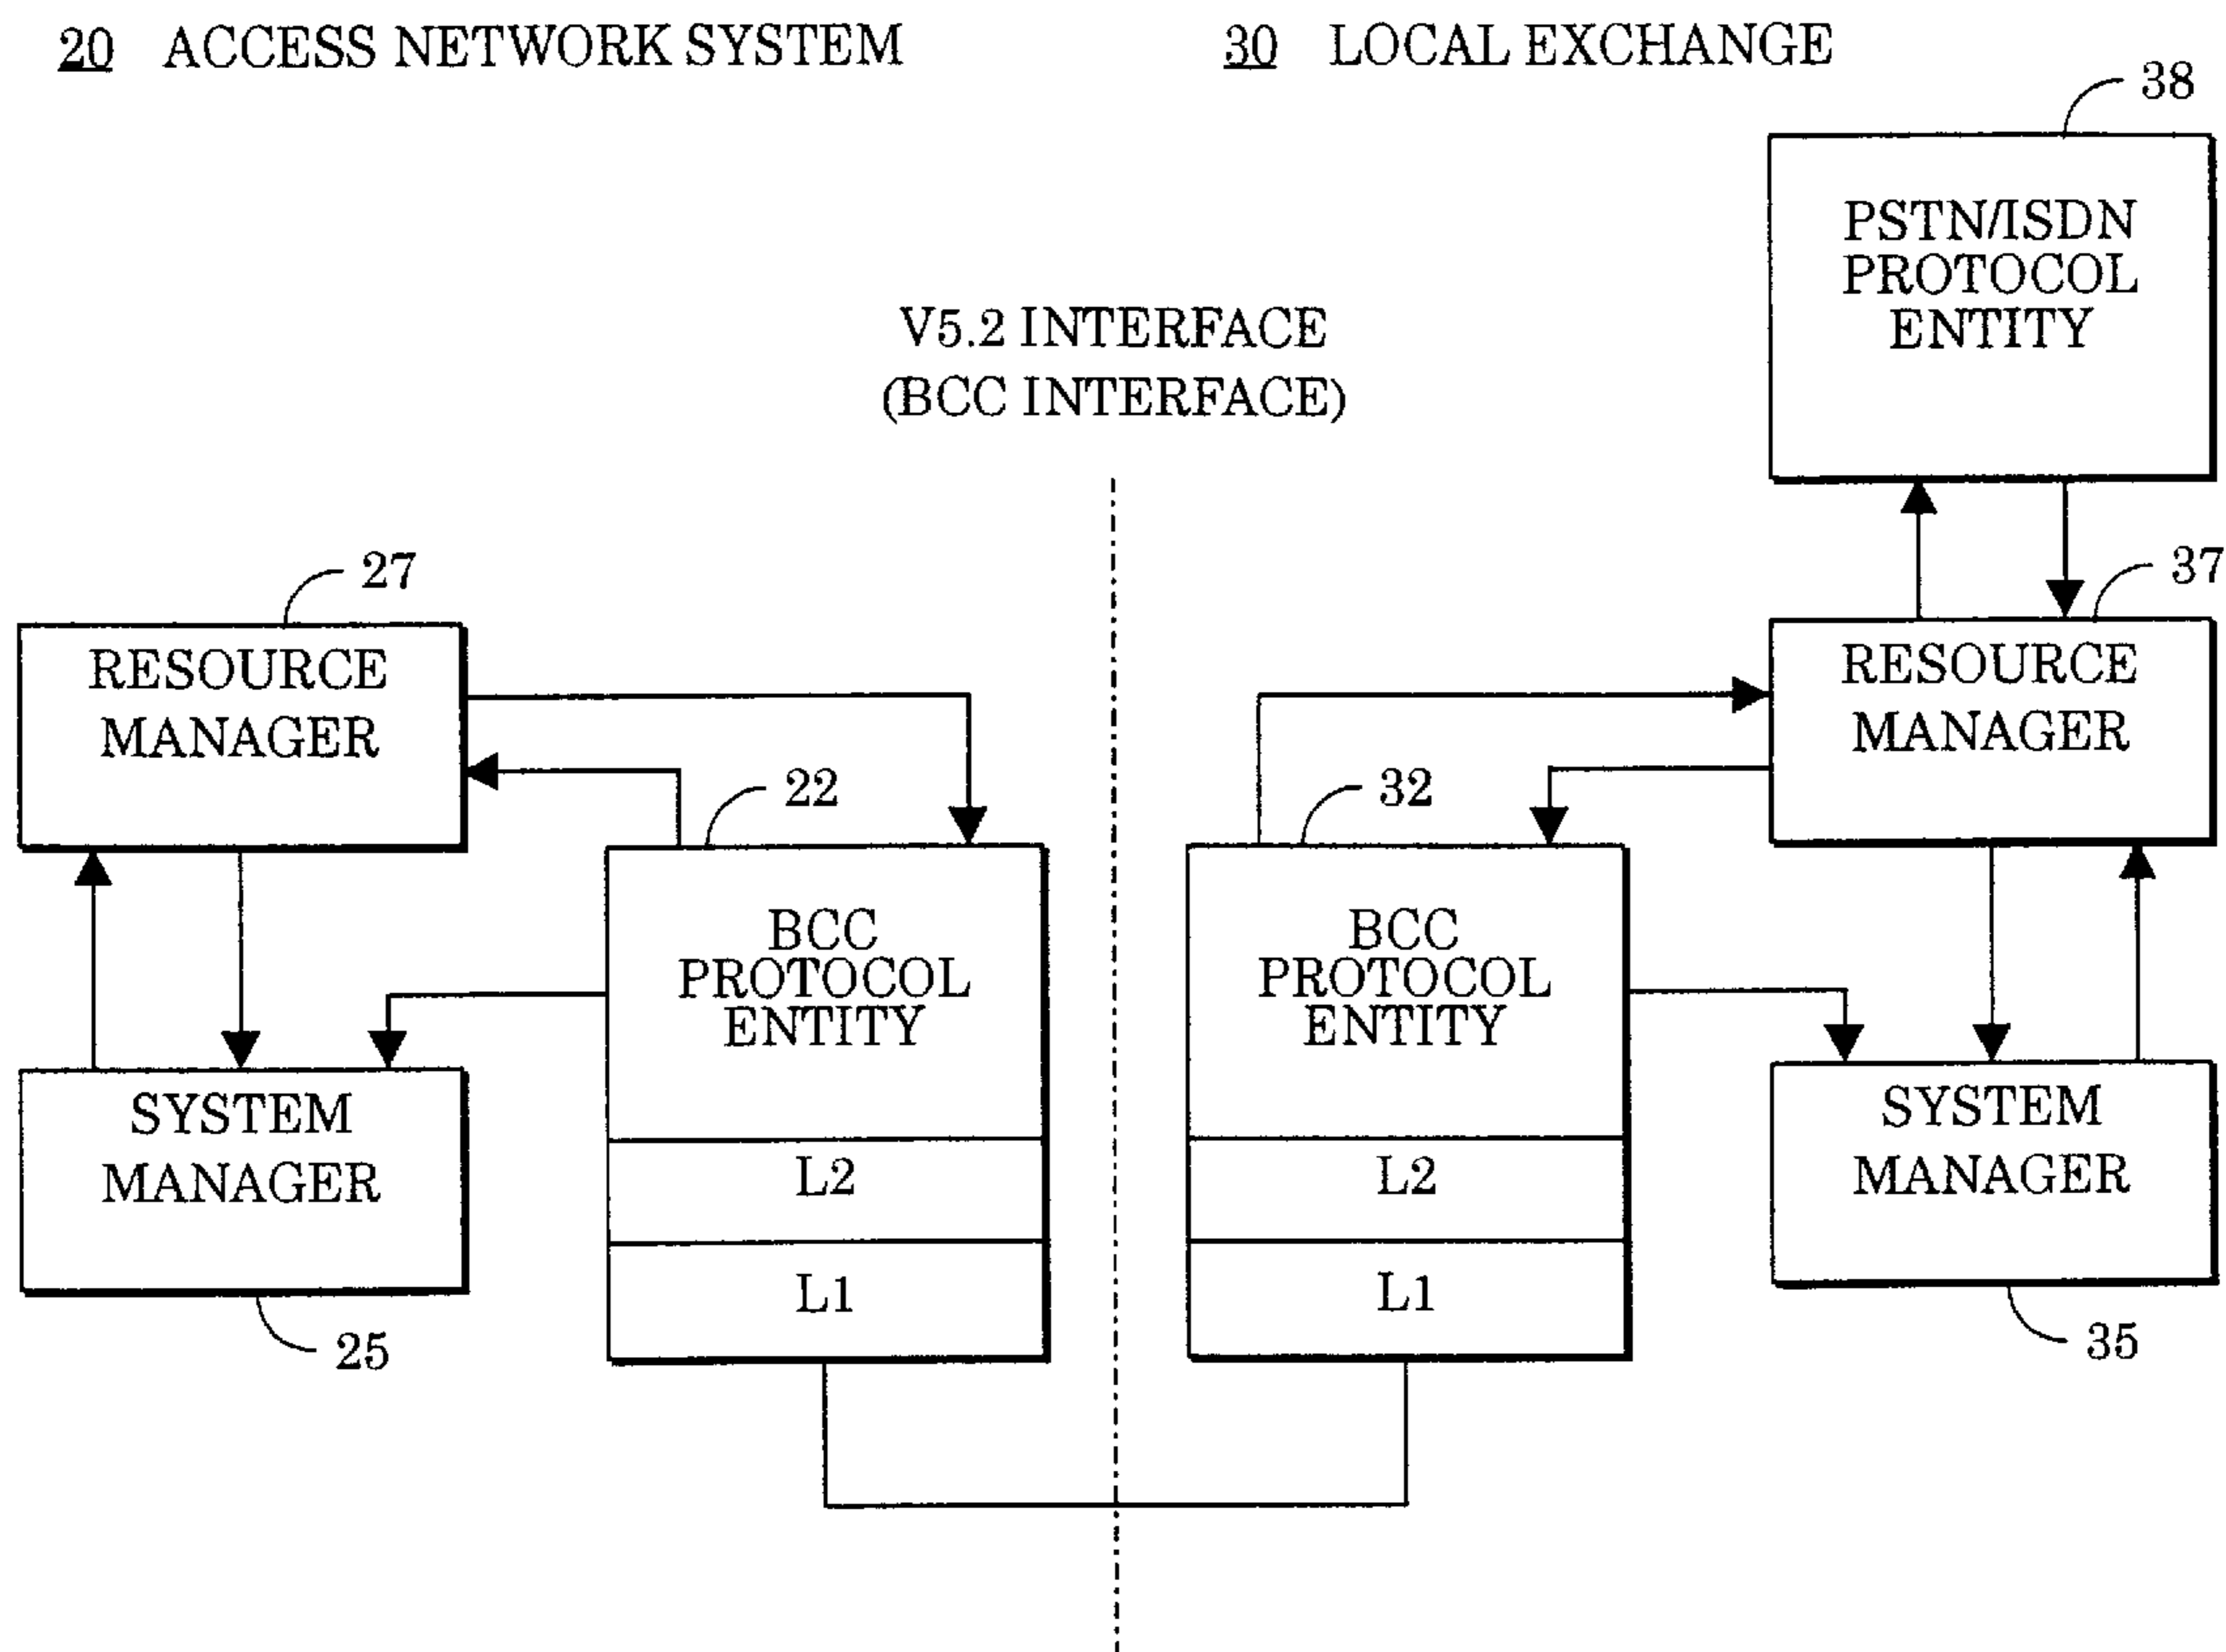 20 ACCESS NETWORK SYSTEM
30 LOCAL EXCHANGE
38
PSTN/ISDN
PROTOCOL
ENTITY
V5.2 INTERFACE
(BCC INTERFACE)
27
RESOURCE
MANAGER
37
RESOURCE
MANAGER
22
BCC
PROTOCOL
ENTITY
L2
L1
32
BCC
PROTOCOL
ENTITY
L2
L1
SYSTEM
MANAGER
25
SYSTEM
MANAGER
35